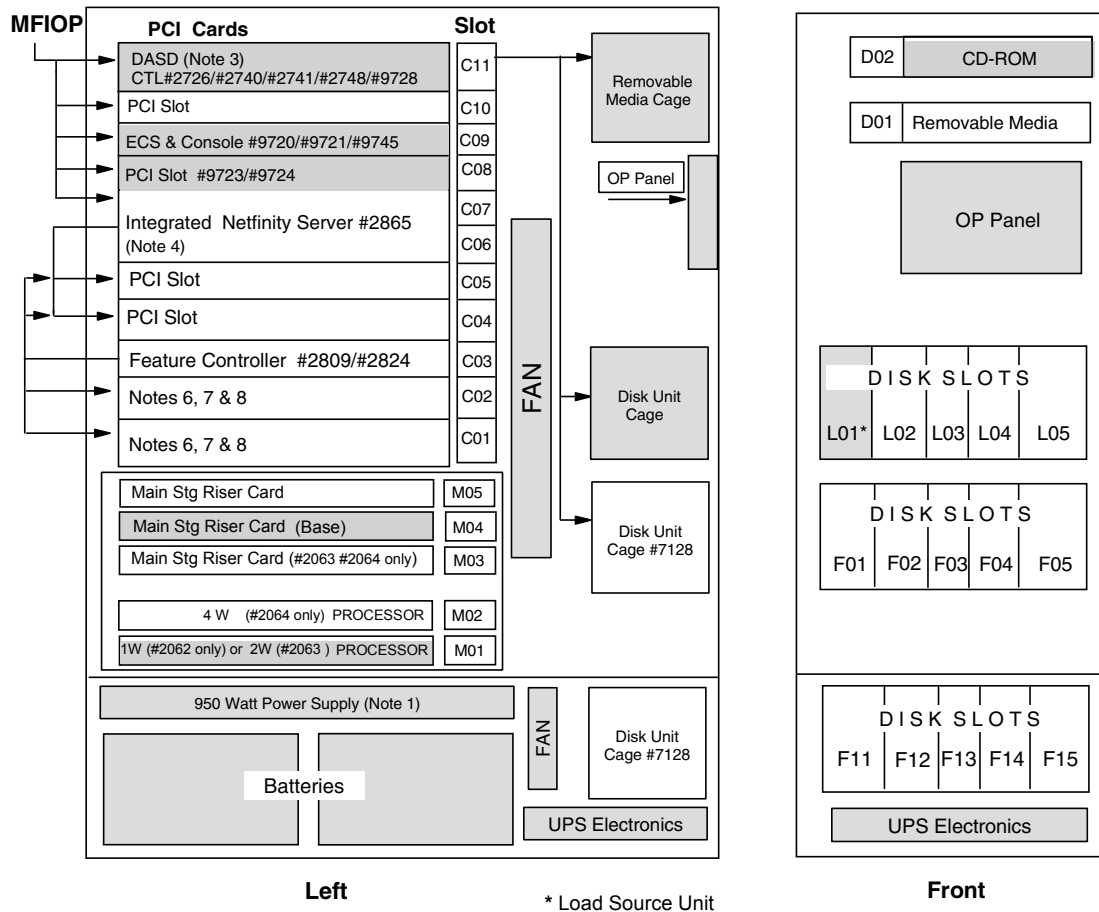 MFIOP
PCI Cards
Slot
DASD (Note 3)
CTL#2726/#2740/#2741/#2748/#9728
C11
PCI Slot
C10
ECS & Console #9720/#9721/#9745
C09
PCI Slot #9723/#9724
C08
C07
Integrated Netfinity Server #2865
(Note 4)
C06
PCI Slot
C05
PCI Slot
C04
Feature Controller #2809/#2824
C03
Notes 6, 7 & 8
C02
Notes 6, 7 & 8
C01
Main Stg Riser Card
M05
Main Stg Riser Card (Base)
M04
Main Stg Riser Card (#2063 #2064 only)
M03
4 W (#2064 only) PROCESSOR
M02
1W (#2062 only) or 2W (#2063 ) PROCESSOR
M01
FAN
Removable
Media Cage
OP Panel
Disk Unit
Cage
Disk Unit
Cage #7128
950 Watt Power Supply (Note 1)
Batteries
FAN
Disk Unit
Cage #7128
UPS Electronics
Left
* Load Source Unit
D02
CD-ROM
D01
Removable Media
OP Panel
DISK SLOTS
L01* L02 L03 L04 L05
DISK SLOTS
F01 F02 F03 F04 F05
DISK SLOTS
F11 F12 F13 F14 F15
UPS Electronics
Front